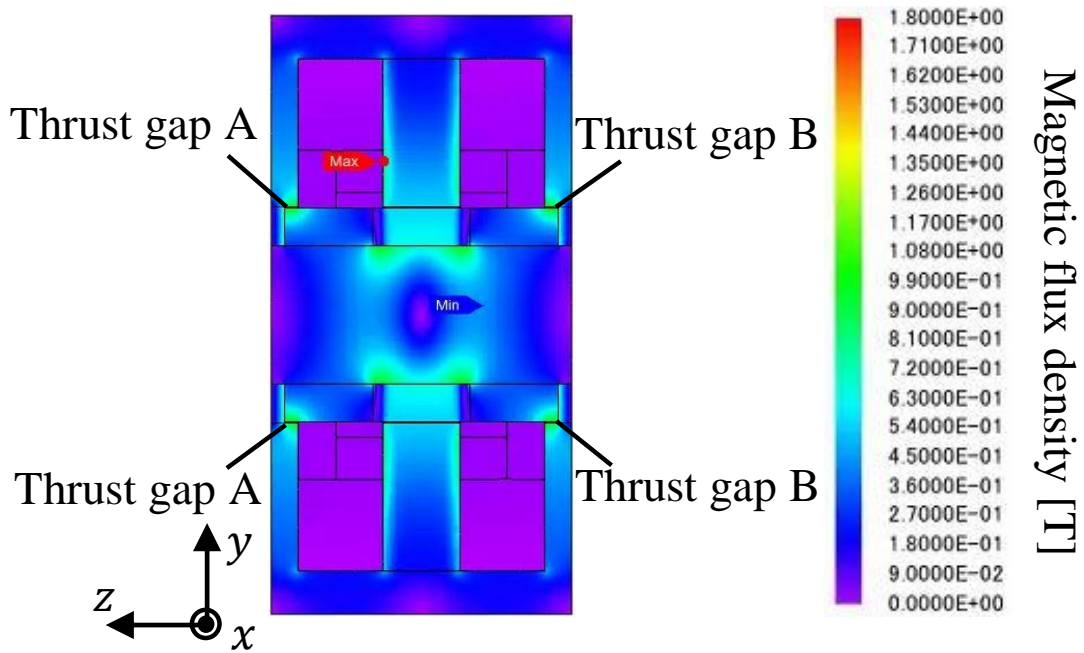 Thrust gap A
Thrust gap B
Max
Min
Thrust gap A
Thrust gap B
y
z
x
1.8000E+00
1.7100E+00
1.6200E+00
1.5300E+00
1.4400E+00
1.3500E+00
1.2600E+00
1.1700E+00
1.0800E+00
9.9000E-01
9.0000E-01
8.1000E-01
7.2000E-01
6.3000E-01
5.4000E-01
4.5000E-01
3.6000E-01
2.7000E-01
1.8000E-01
9.0000E-02
0.0000E+00
Magnetic flux density [T]